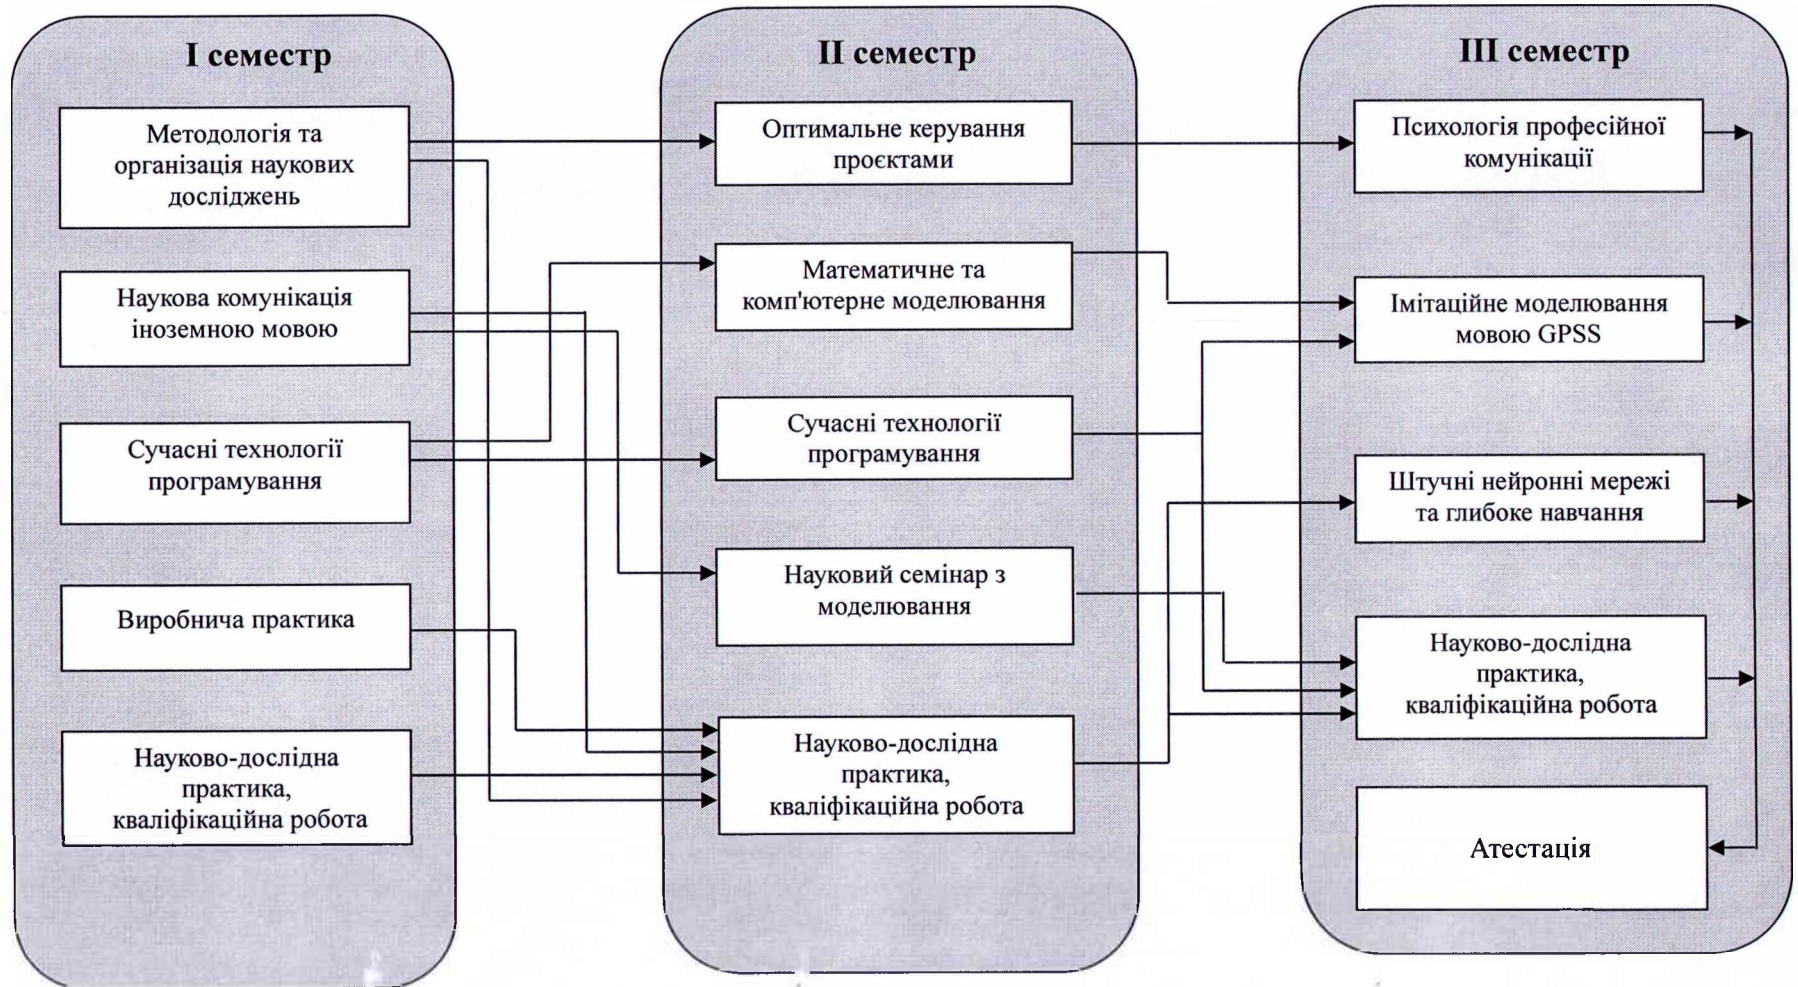 I семестр
Методологія та
організація наукових
досліджень
Наукова комунікація
іноземною мовою
Сучасні технології
програмування
Виробнича практика
Науково-дослідна
практика,
кваліфікаційна робота
II семестр
Оптимальне керування
проєктами
Математичне та
комп'ютерне моделювання
Сучасні технології
програмування
Науковий семінар з
моделювання
Науково-дослідна
практика,
кваліфікаційна робота
III семестр
Психологія професійної
комунікації
Імітаційне моделювання
мовою GPSS
Штучні нейронні мережі
та глибоке навчання
Науково-дослідна
практика,
кваліфікаційна робота
Атестація